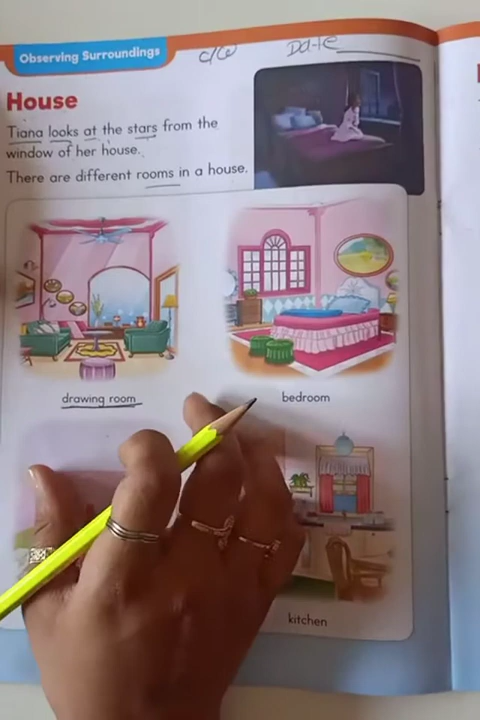 Observing Surroundings
c/w
Date
House
Tiana looks at the stars from the
window of her house.
There are different rooms in a house.
drawing room
bedroom
kitchen